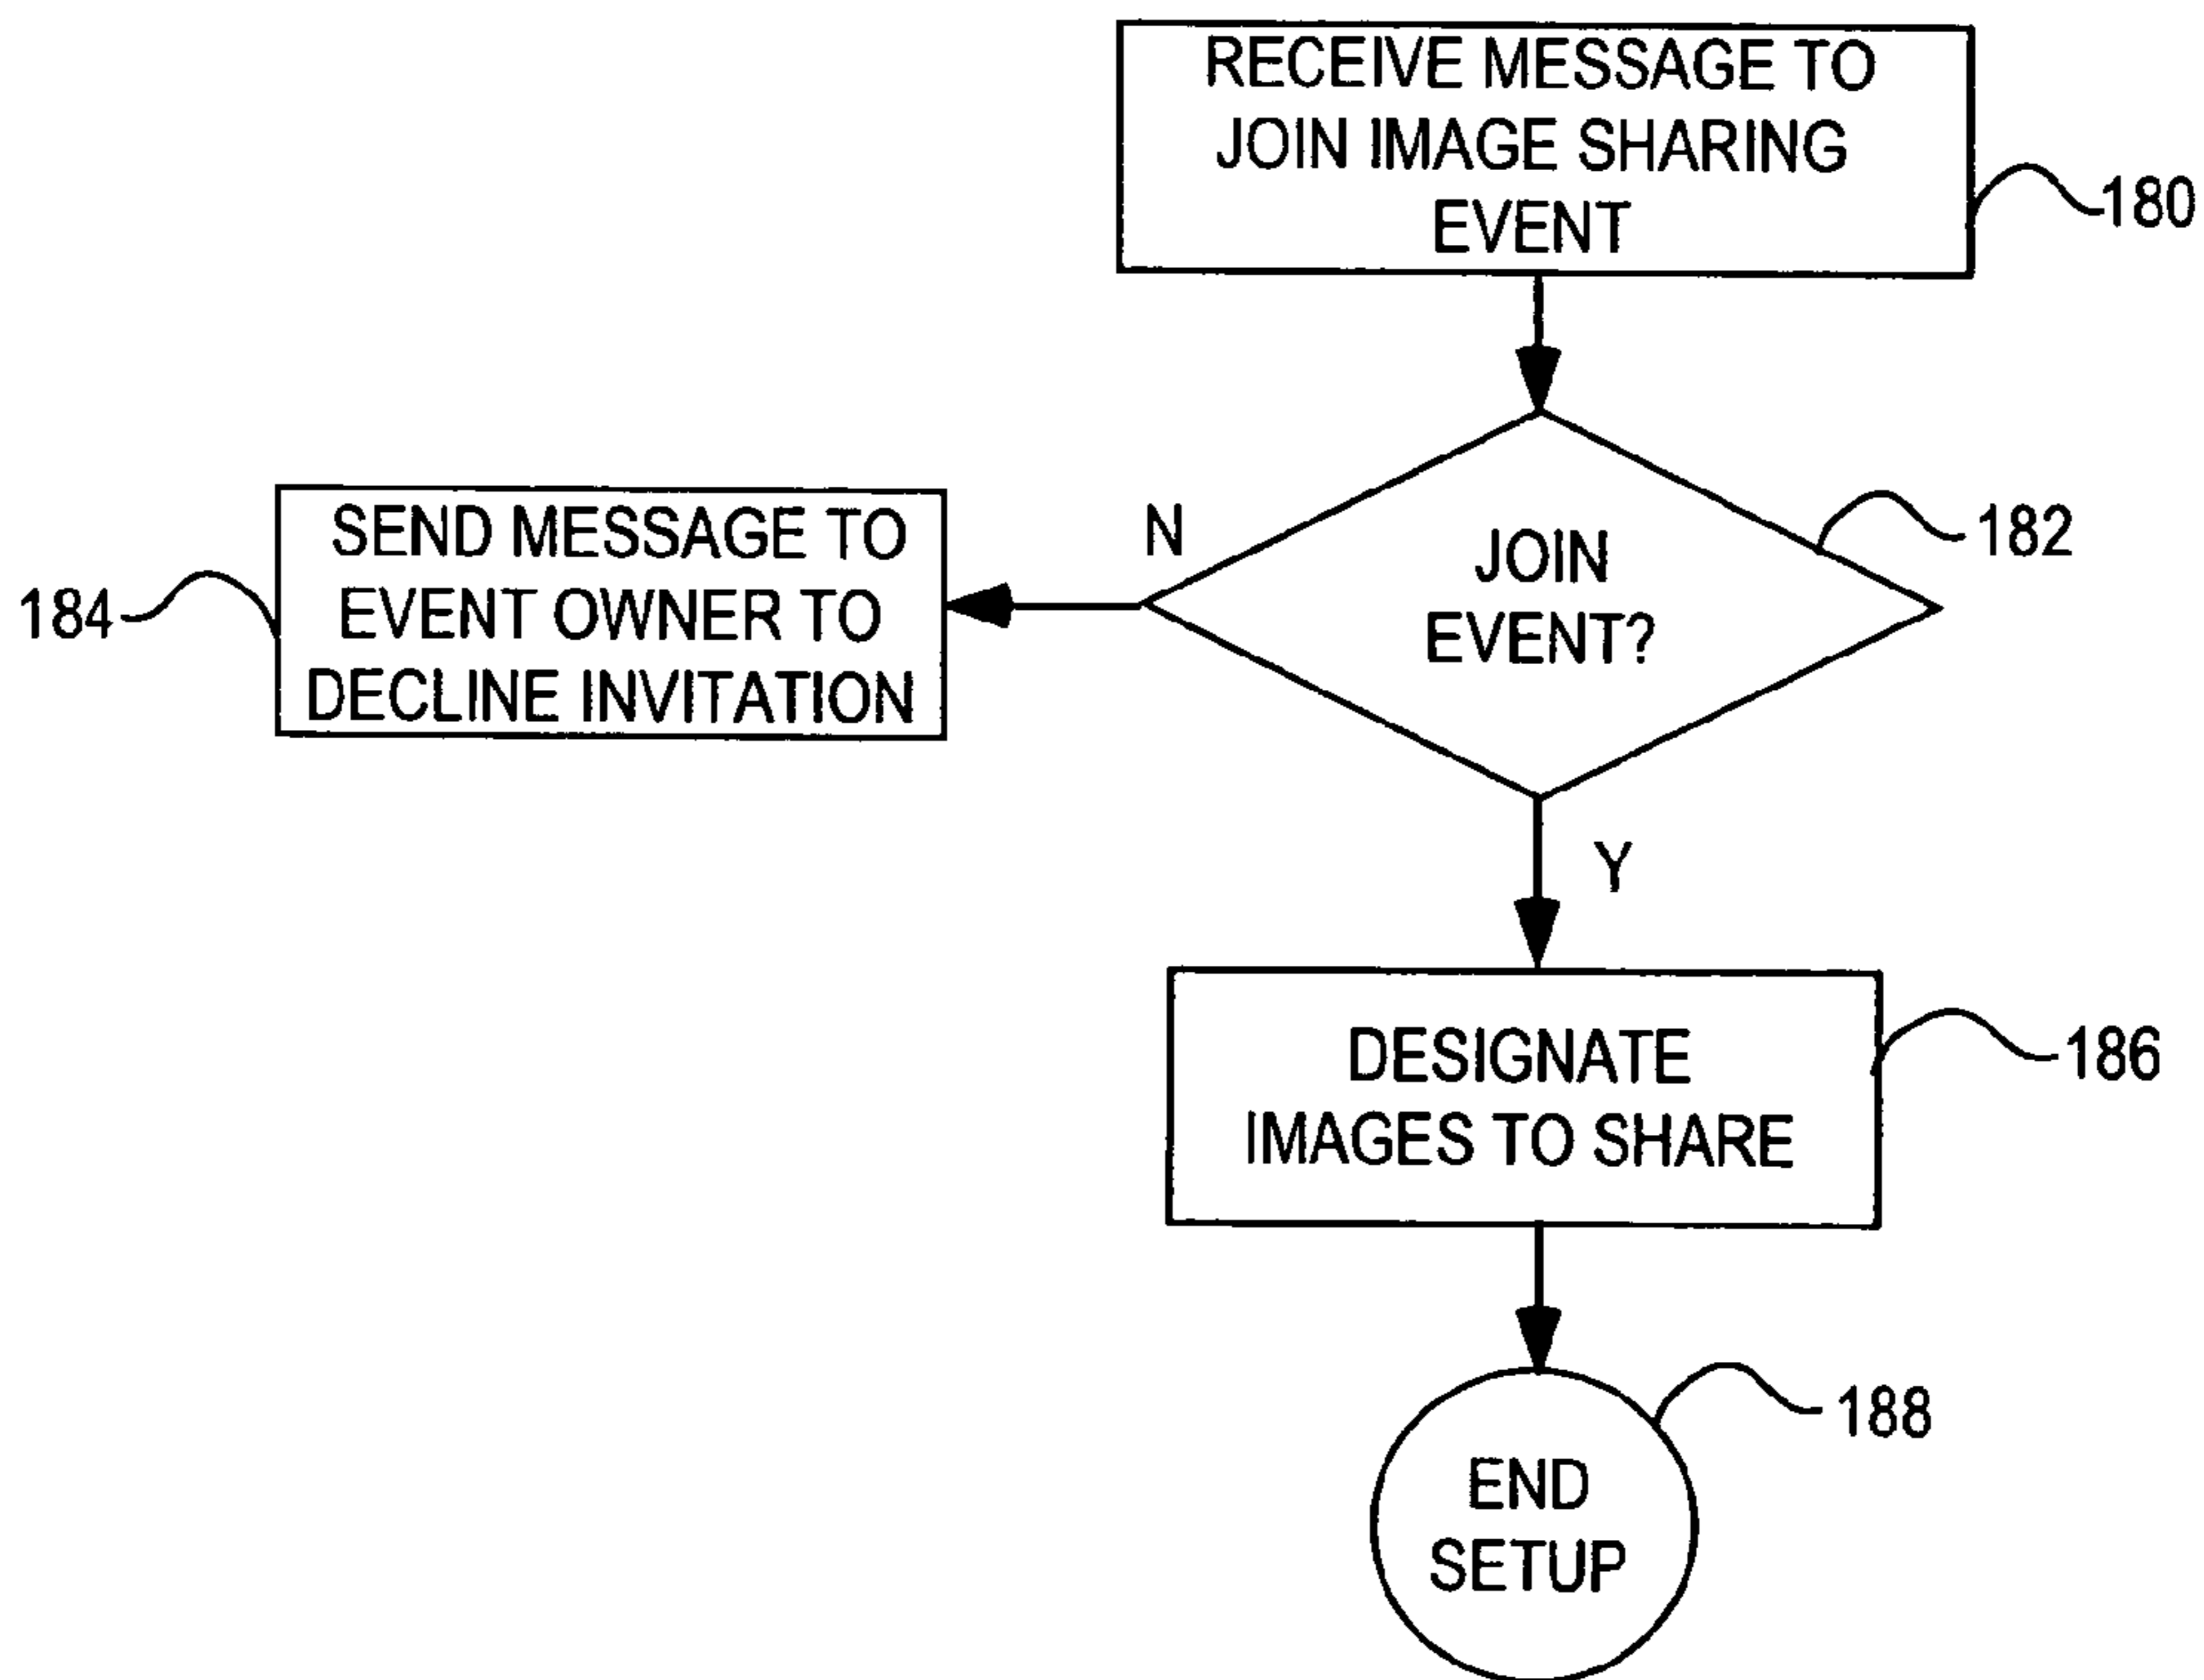 RECEIVE MESSAGE TO
JOIN IMAGE SHARING
EVENT
180
JOIN
EVENT?
182
N
SEND MESSAGE TO
EVENT OWNER TO
DECLINE INVITATION
184
Y
DESIGNATE
IMAGES TO SHARE
186
END
SETUP
188